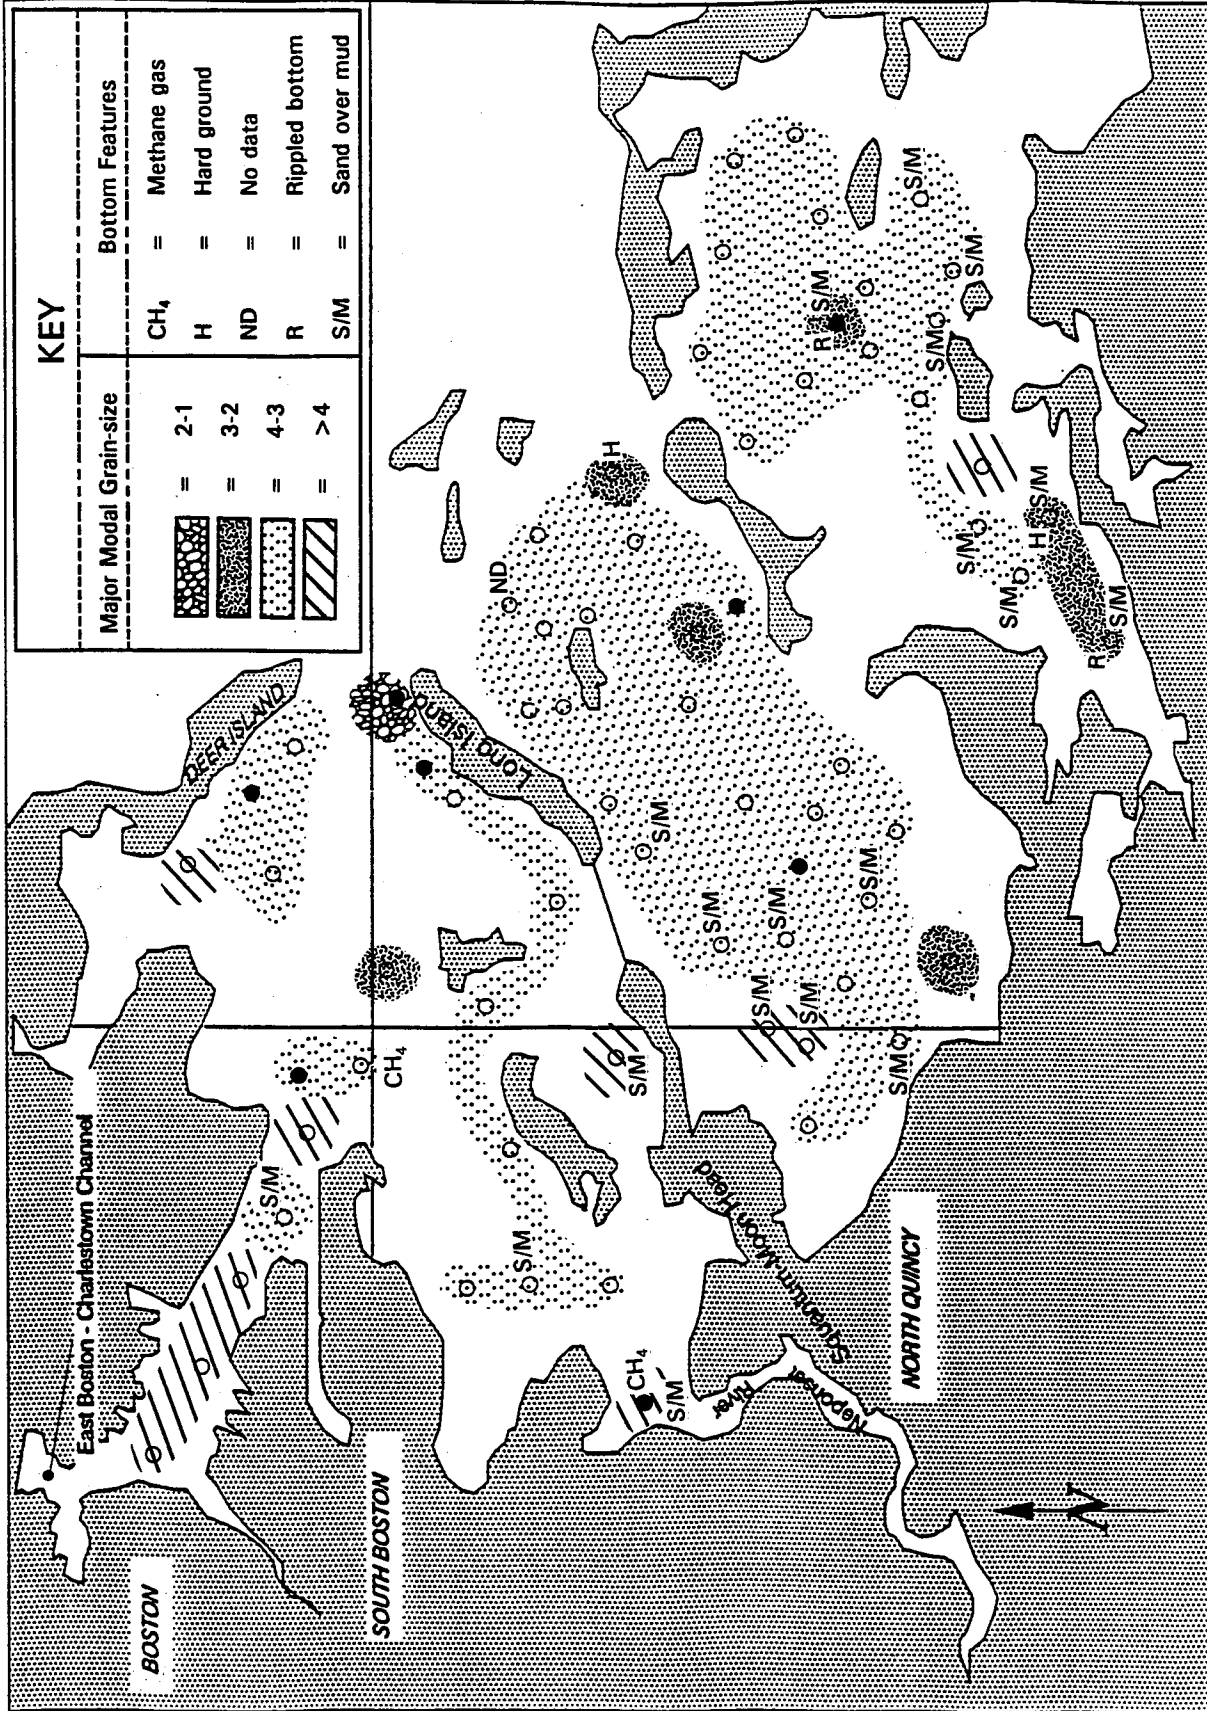 KEY
Major Modal Grain-size
= 2-1
= 3-2
= 4-3
= >4
Bottom Features
CH₄ = Methane gas
H = Hard ground
ND = No data
R = Rippled bottom
S/M = Sand over mud
East Boston - Charlestown Channel
BOSTON
SOUTH BOSTON
NORTH QUINCY
DEER ISLAND
Long Island
Squantum-Moon Head
Neponset
River
N
S/M
CH₄
S/M
CH₄
S/M
S/M
S/M
S/M
S/M
S/M
S/M
S/M
S/M
ND
H
R
S/M
S/M
S/M
S/M
S/M
S/M
H
S/M
R
S/M